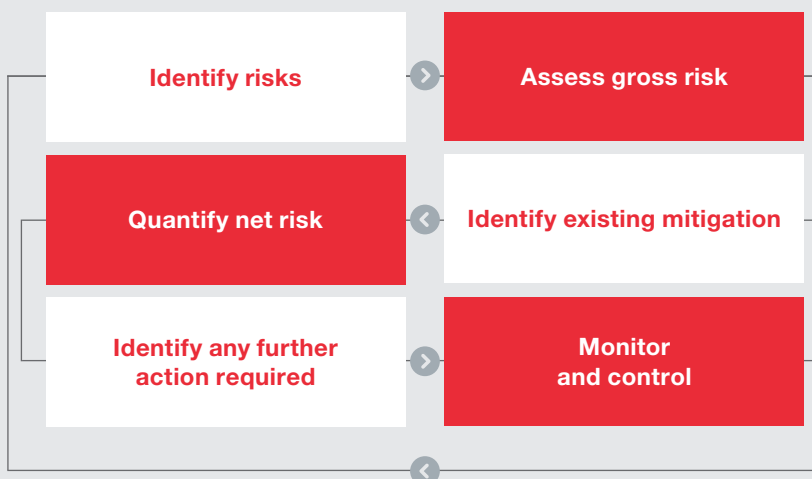 Identify risks
Assess gross risk
Quantify net risk
Identify existing mitigation
Identify any further
action required
Monitor
and control